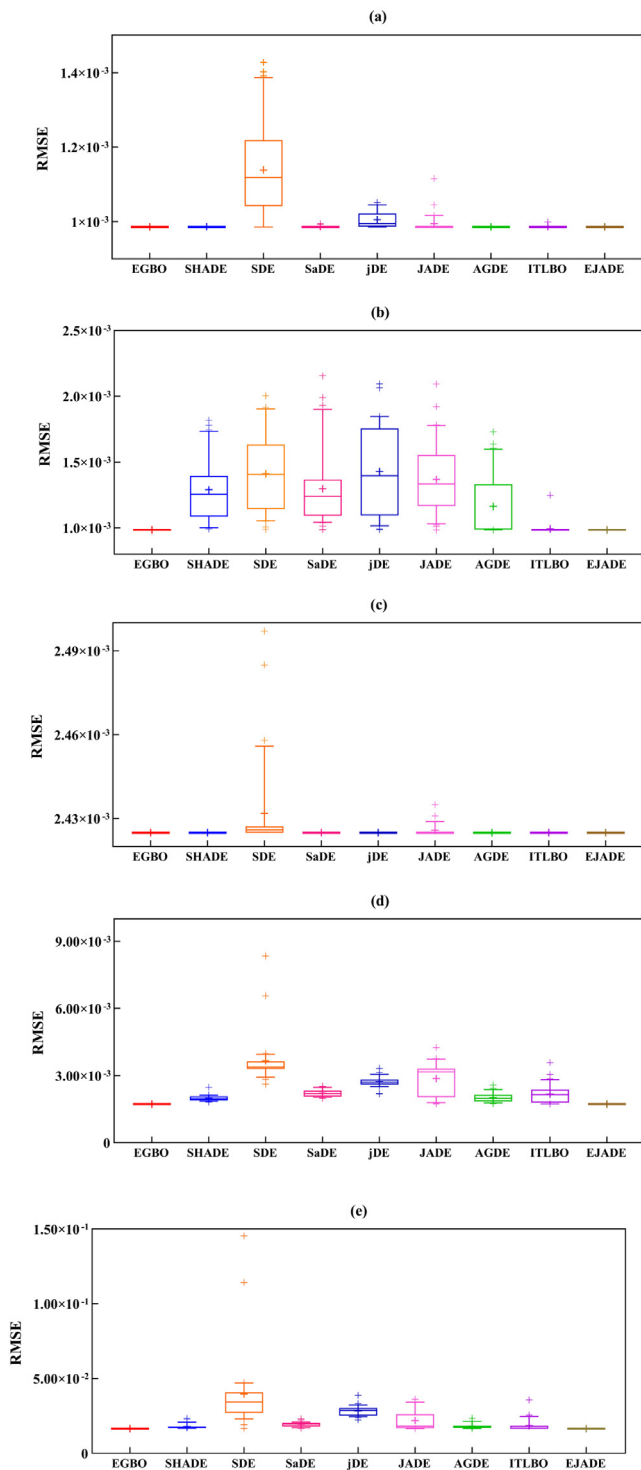 (a)
1.4×10⁻³
1.2×10⁻³
1×10⁻³
RMSE
EGBO SHADE SDE SaDE jDE JADE AGDE ITLBO EJADE
(b)
2.5×10⁻³
2.0×10⁻³
1.5×10⁻³
1.0×10⁻³
RMSE
EGBO SHADE SDE SaDE jDE JADE AGDE ITLBO EJADE
(c)
2.49×10⁻³
2.46×10⁻³
2.43×10⁻³
RMSE
EGBO SHADE SDE SaDE jDE JADE AGDE ITLBO EJADE
(d)
9.00×10⁻³
6.00×10⁻³
3.00×10⁻³
0
RMSE
EGBO SHADE SDE SaDE jDE JADE AGDE ITLBO EJADE
(e)
1.50×10⁻¹
1.00×10⁻¹
5.00×10⁻²
0
RMSE
EGBO SHADE SDE SaDE jDE JADE AGDE ITLBO EJADE